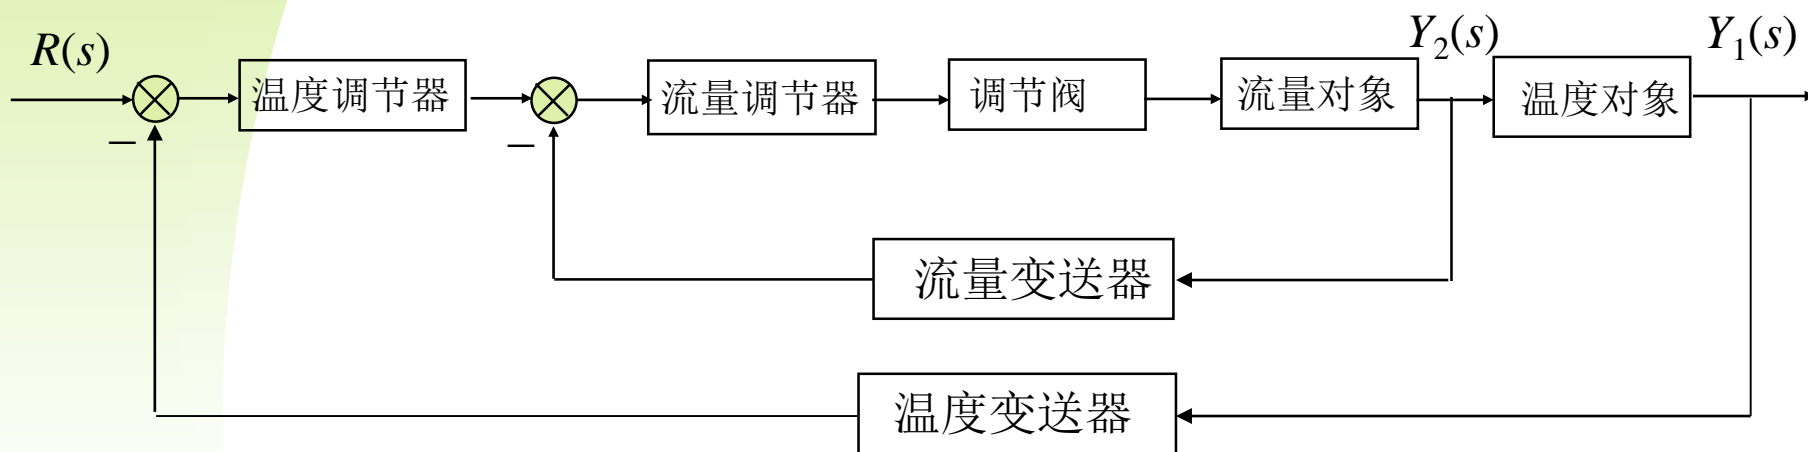 R(s)
Y₂(s)
Y₁(s)
温度调节器
流量调节器
调节阀
流量对象
温度对象
−
−
流量变送器
温度变送器